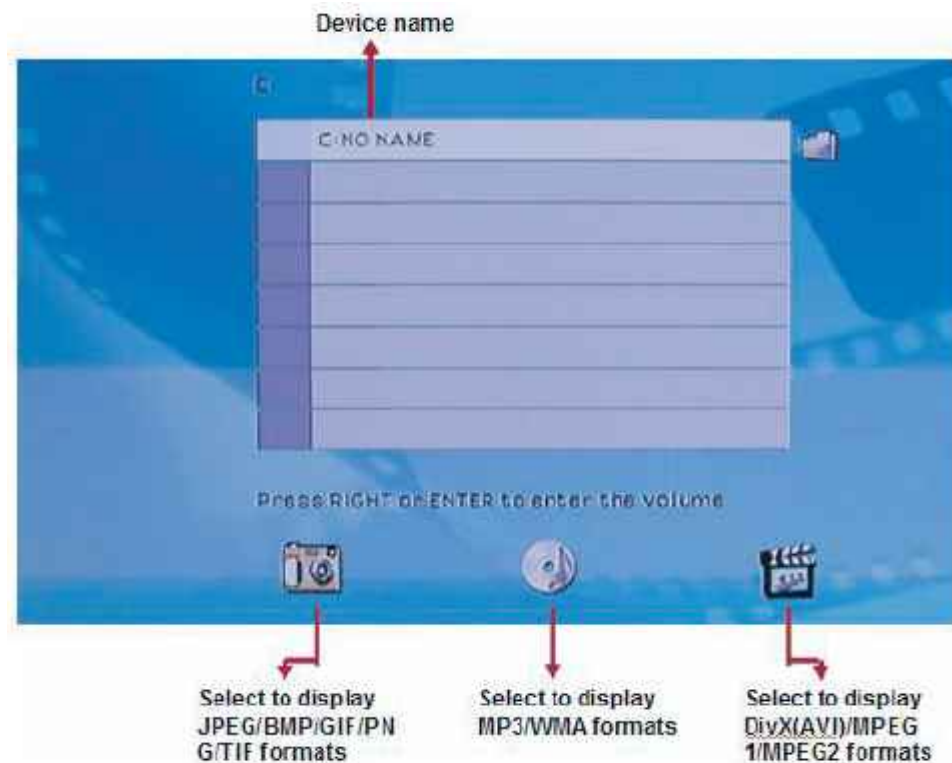 Device name
C:NO NAME
Press RIGHT or ENTER to enter the volume
Select to display
JPEG/BMP/GIF/PN
G/TIF formats
Select to display
MP3/WMA formats
Select to display
DivX(AVI)/MPEG
1/MPEG2 formats